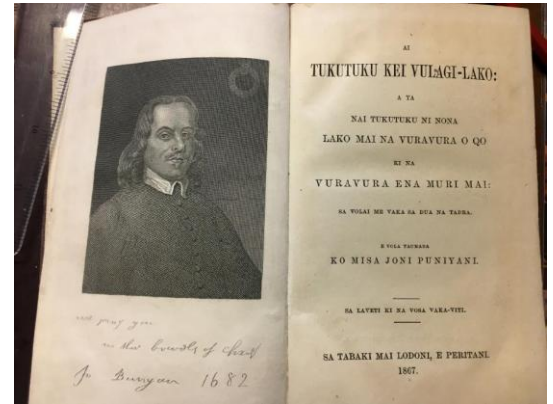 in the bowels of Christ
Jo Bunyan 1682
AI
TUKUTUKU KEI VULAGI-LAKO:
A YA
NAI TUKUTUKU NI NONA
LAKO MAI NA VURAVURA O QO
KI NA
VURAVURA ENA MURI MAI:
SA VOLAI ME VAKA SA DUA NA TADRA.
E VOLA TAUMADA
KO MISA JONI PUNIYANI.
SA LAVETI KI NA VOSA VAKA-VITI.
SA TABAKI MAI LODONI, E PERITANI.
1867.